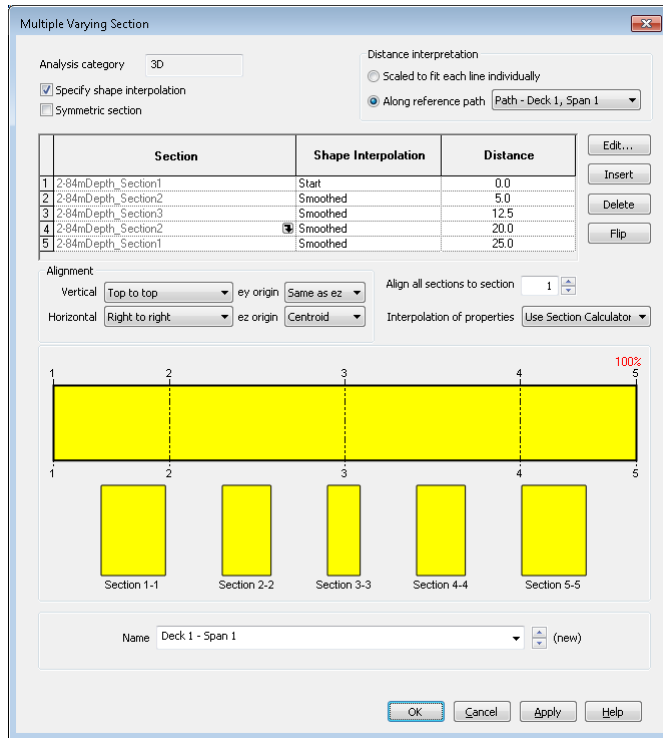 Multiple Varying Section
Analysis category 3D
Distance interpretation
Specify shape interpolation
Scaled to fit each line individually
Symmetric section
Along reference path Path - Deck 1, Span 1
Section Shape Interpolation Distance
Edit...
1 2-84mDepth_Section1 Start 0.0
Insert
2 2-84mDepth_Section2 Smoothed 5.0
3 2-84mDepth_Section3 Smoothed 12.5
Delete
4 2-84mDepth_Section2 Smoothed 20.0
5 2-84mDepth_Section1 Smoothed 25.0
Flip
Alignment
Vertical Top to top ey origin Same as ez
Align all sections to section 1
Horizontal Right to right ez origin Centroid
Interpolation of properties Use Section Calculator
100%
1 2 3 4 5
1 2 3 4 5
Section 1-1 Section 2-2 Section 3-3 Section 4-4 Section 5-5
Name Deck 1 - Span 1 (new)
OK Cancel Apply Help